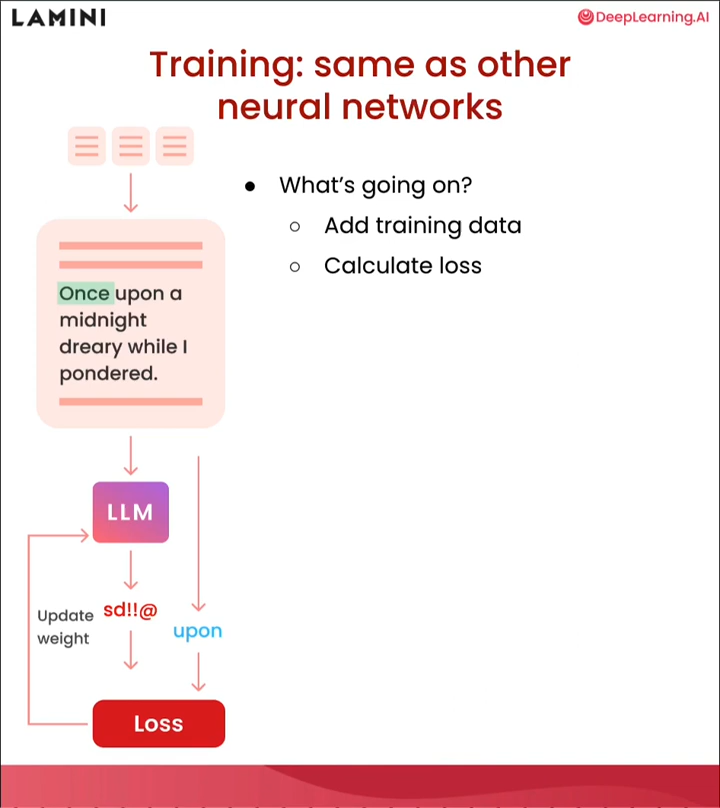 LAMINI
DeepLearning.AI
Training: same as other
neural networks
● What's going on?
○ Add training data
○ Calculate loss
Once upon a
midnight
dreary while I
pondered.
LLM
Update
weight
sd!!@
upon
Loss